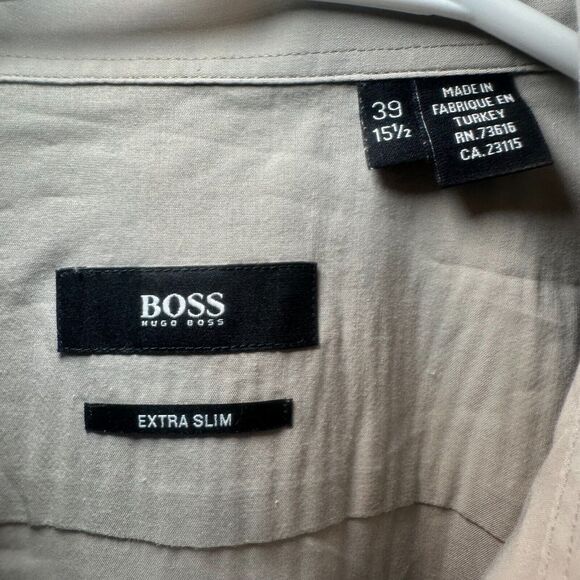 39
15½
MADE IN
FABRIQUE EN
TURKEY
RN.73616
CA.23115
BOSS
HUGO BOSS
EXTRA SLIM